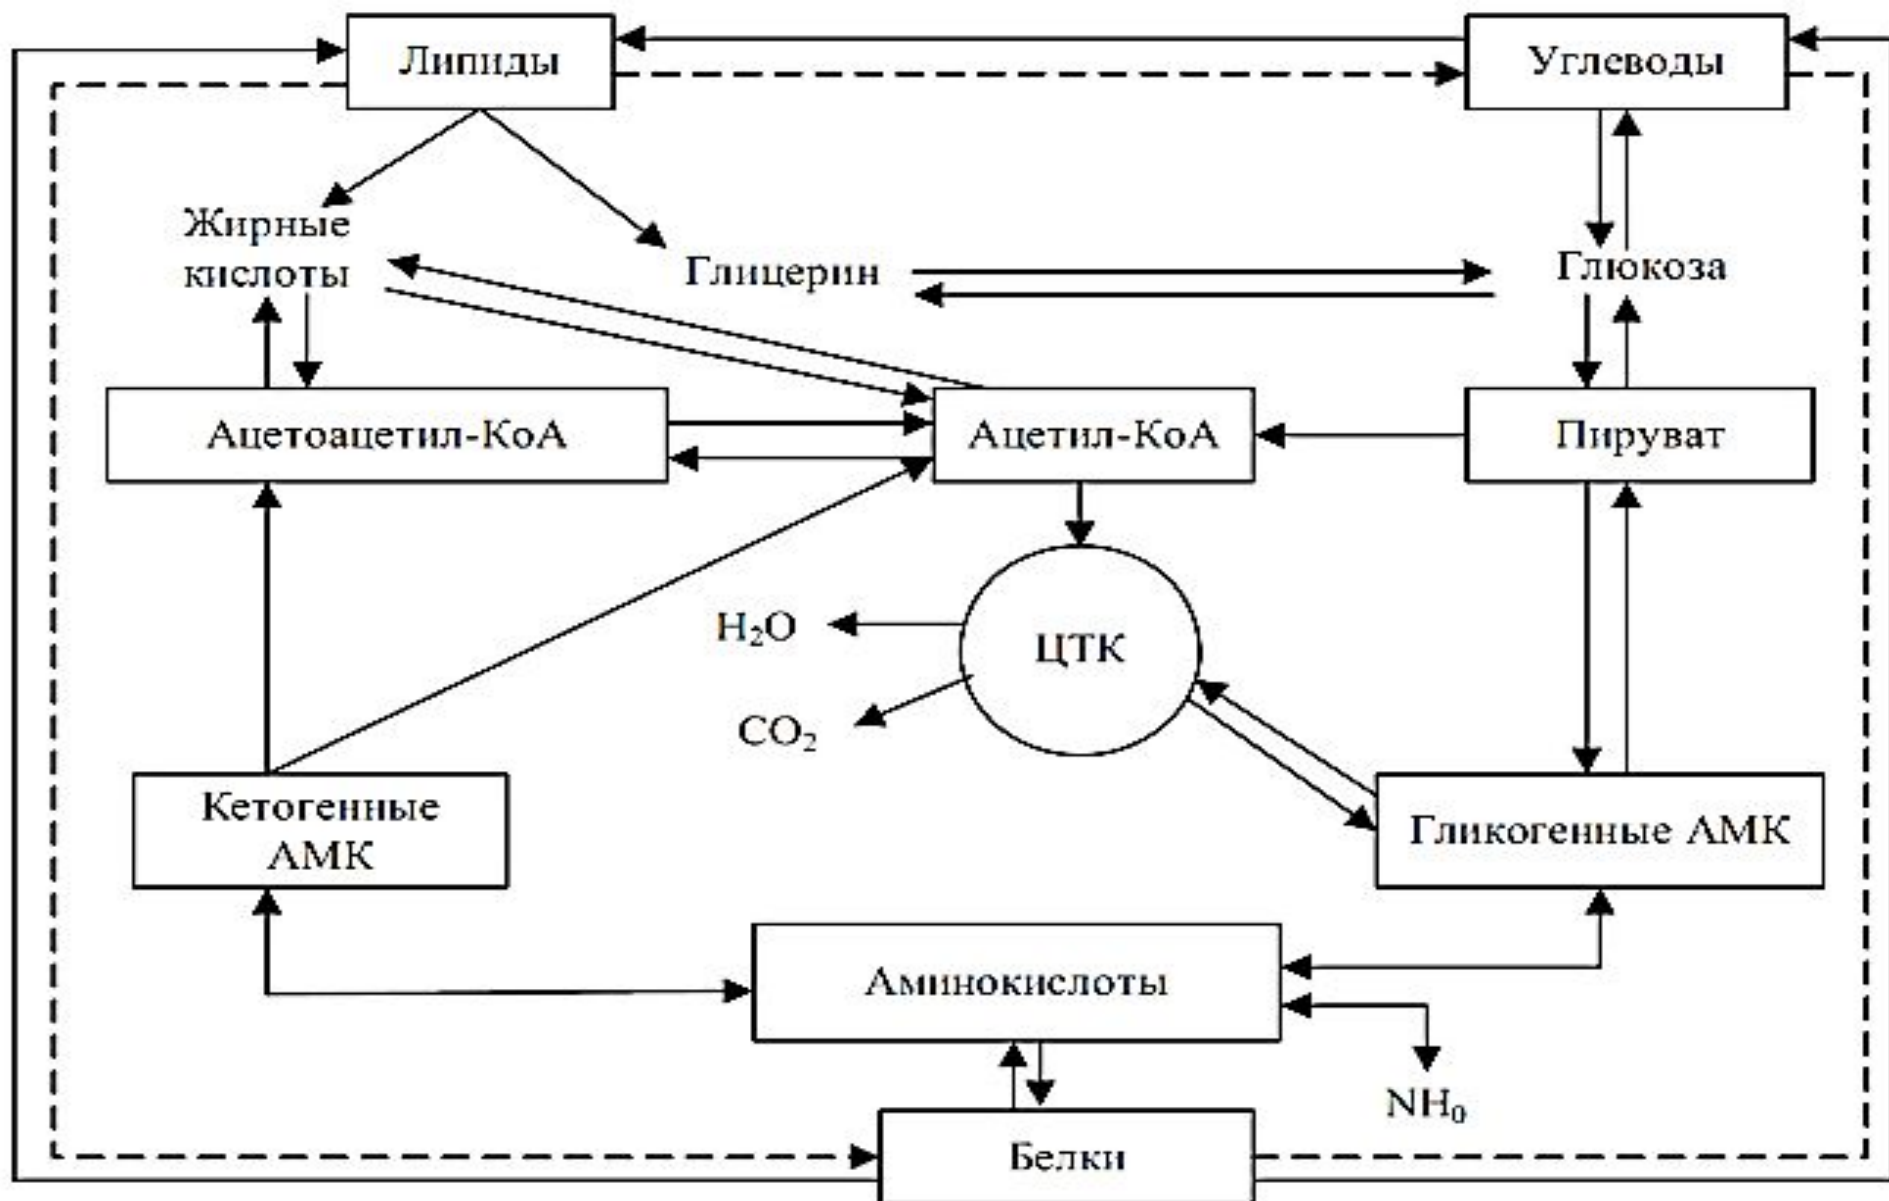 Липиды
Углеводы
Жирные
кислоты
Глицерин
Глюкоза
Ацетоацетил-КоА
Ацетил-КоА
Пируват
H₂O
ЦТК
CO₂
Кетогенные
АМК
Гликогенные АМК
Аминокислоты
NH₀
Белки